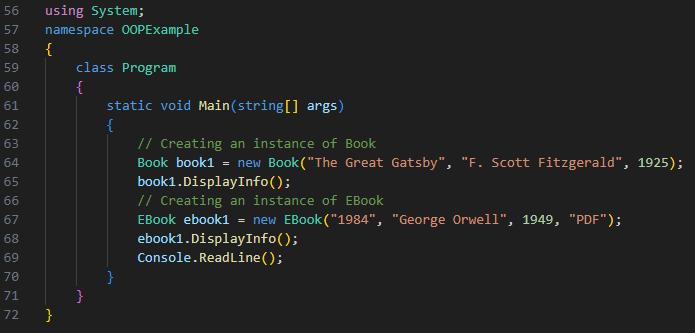 56 using System;
57 namespace OOPExample
58 {
59     class Program
60     {
61         static void Main(string[] args)
62         {
63             // Creating an instance of Book
64             Book book1 = new Book("The Great Gatsby", "F. Scott Fitzgerald", 1925);
65             book1.DisplayInfo();
66             // Creating an instance of EBook
67             EBook ebook1 = new EBook("1984", "George Orwell", 1949, "PDF");
68             ebook1.DisplayInfo();
69             Console.ReadLine();
70         }
71     }
72 }